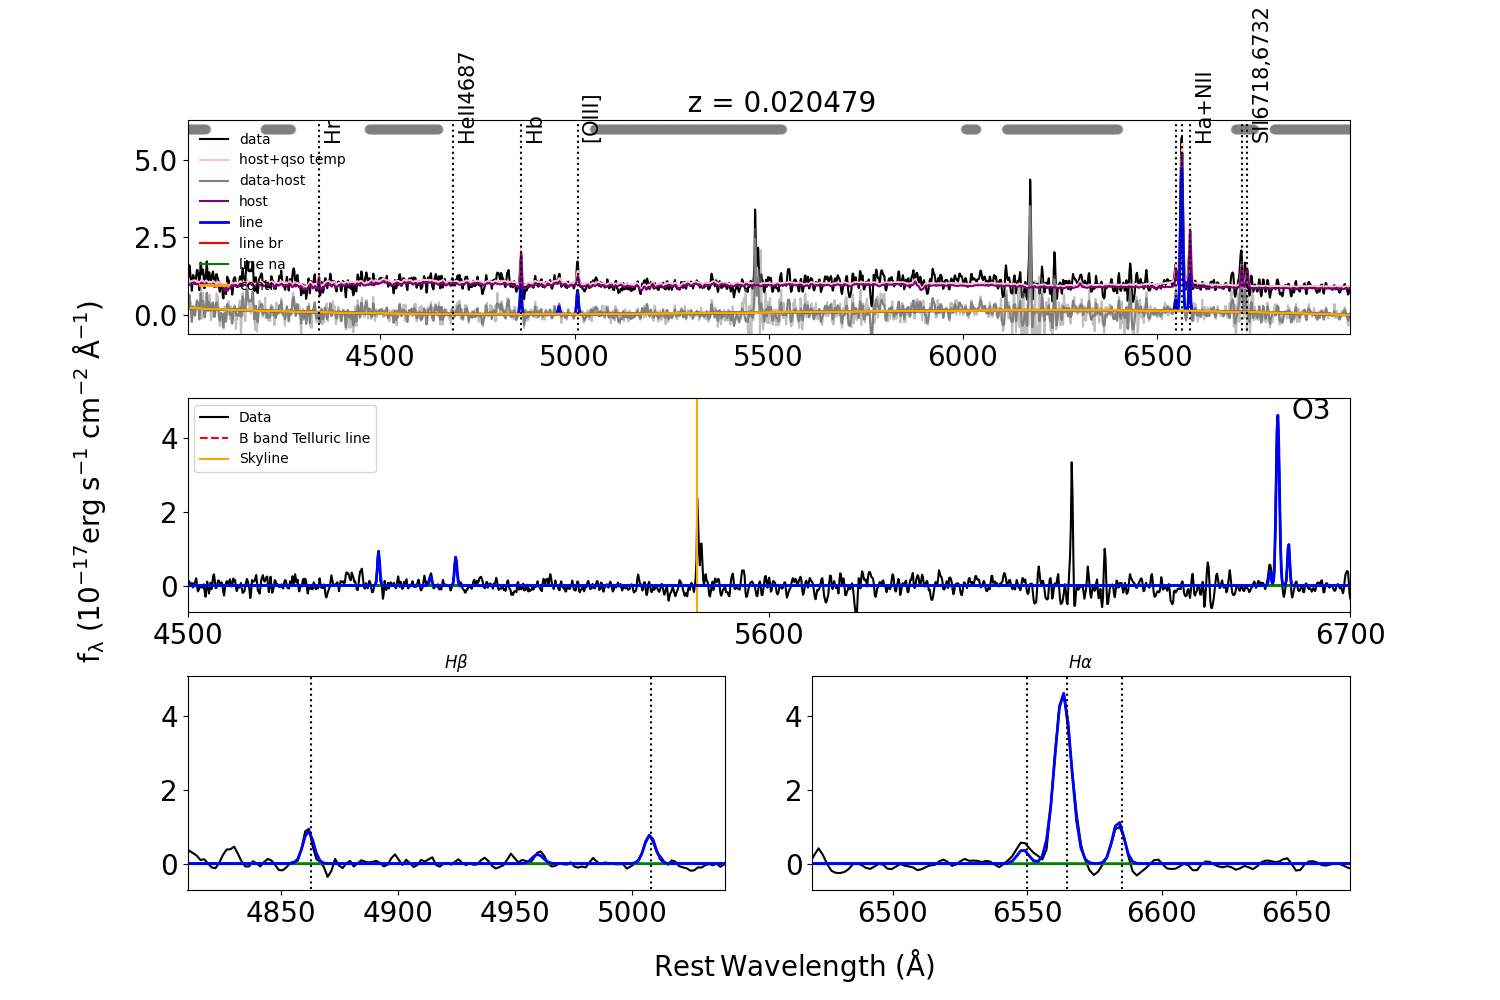 z = 0.020479
Hr
HeII4687
Hb
[OIII]
Ha+NII
SII6718,6732
data
host+qso temp
data-host
host
line
line br
line na
conti
5.0
2.5
0.0
4500 5000 5500 6000 6500
fλ (10⁻¹⁷erg s⁻¹ cm⁻² Å⁻¹)
Data
B band Telluric line
Skyline
O3
4
2
0
4500 5600 6700
Hβ
4
2
0
4850 4900 4950 5000
Hα
4
2
0
6500 6550 6600 6650
Rest Wavelength (Å)